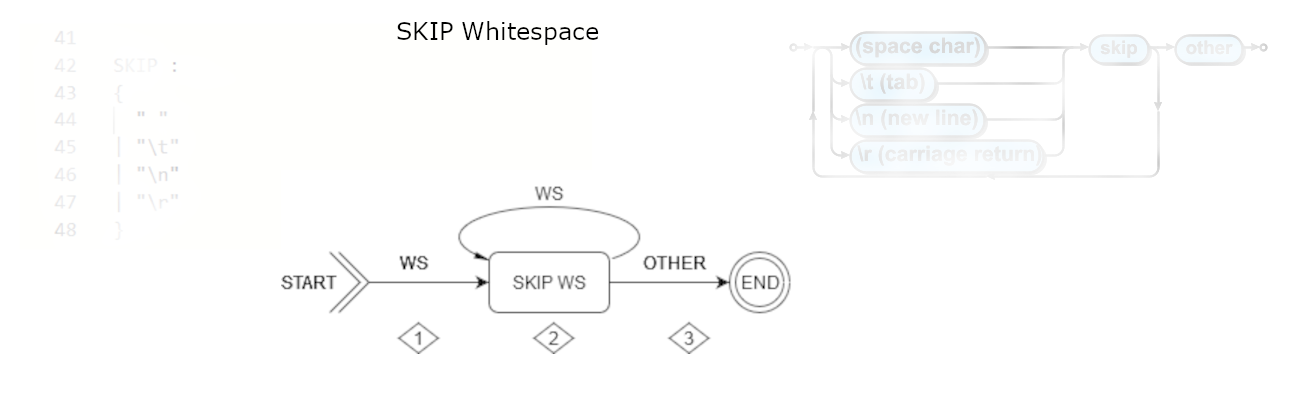 SKIP Whitespace
41
42 SKIP :
43 {
44 " "
45 | "\t"
46 | "\n"
47 | "\r"
48 }
(space char)
\t (tab)
\n (new line)
\r (carriage return)
skip
other
WS
START
WS
SKIP WS
OTHER
END
1
2
3